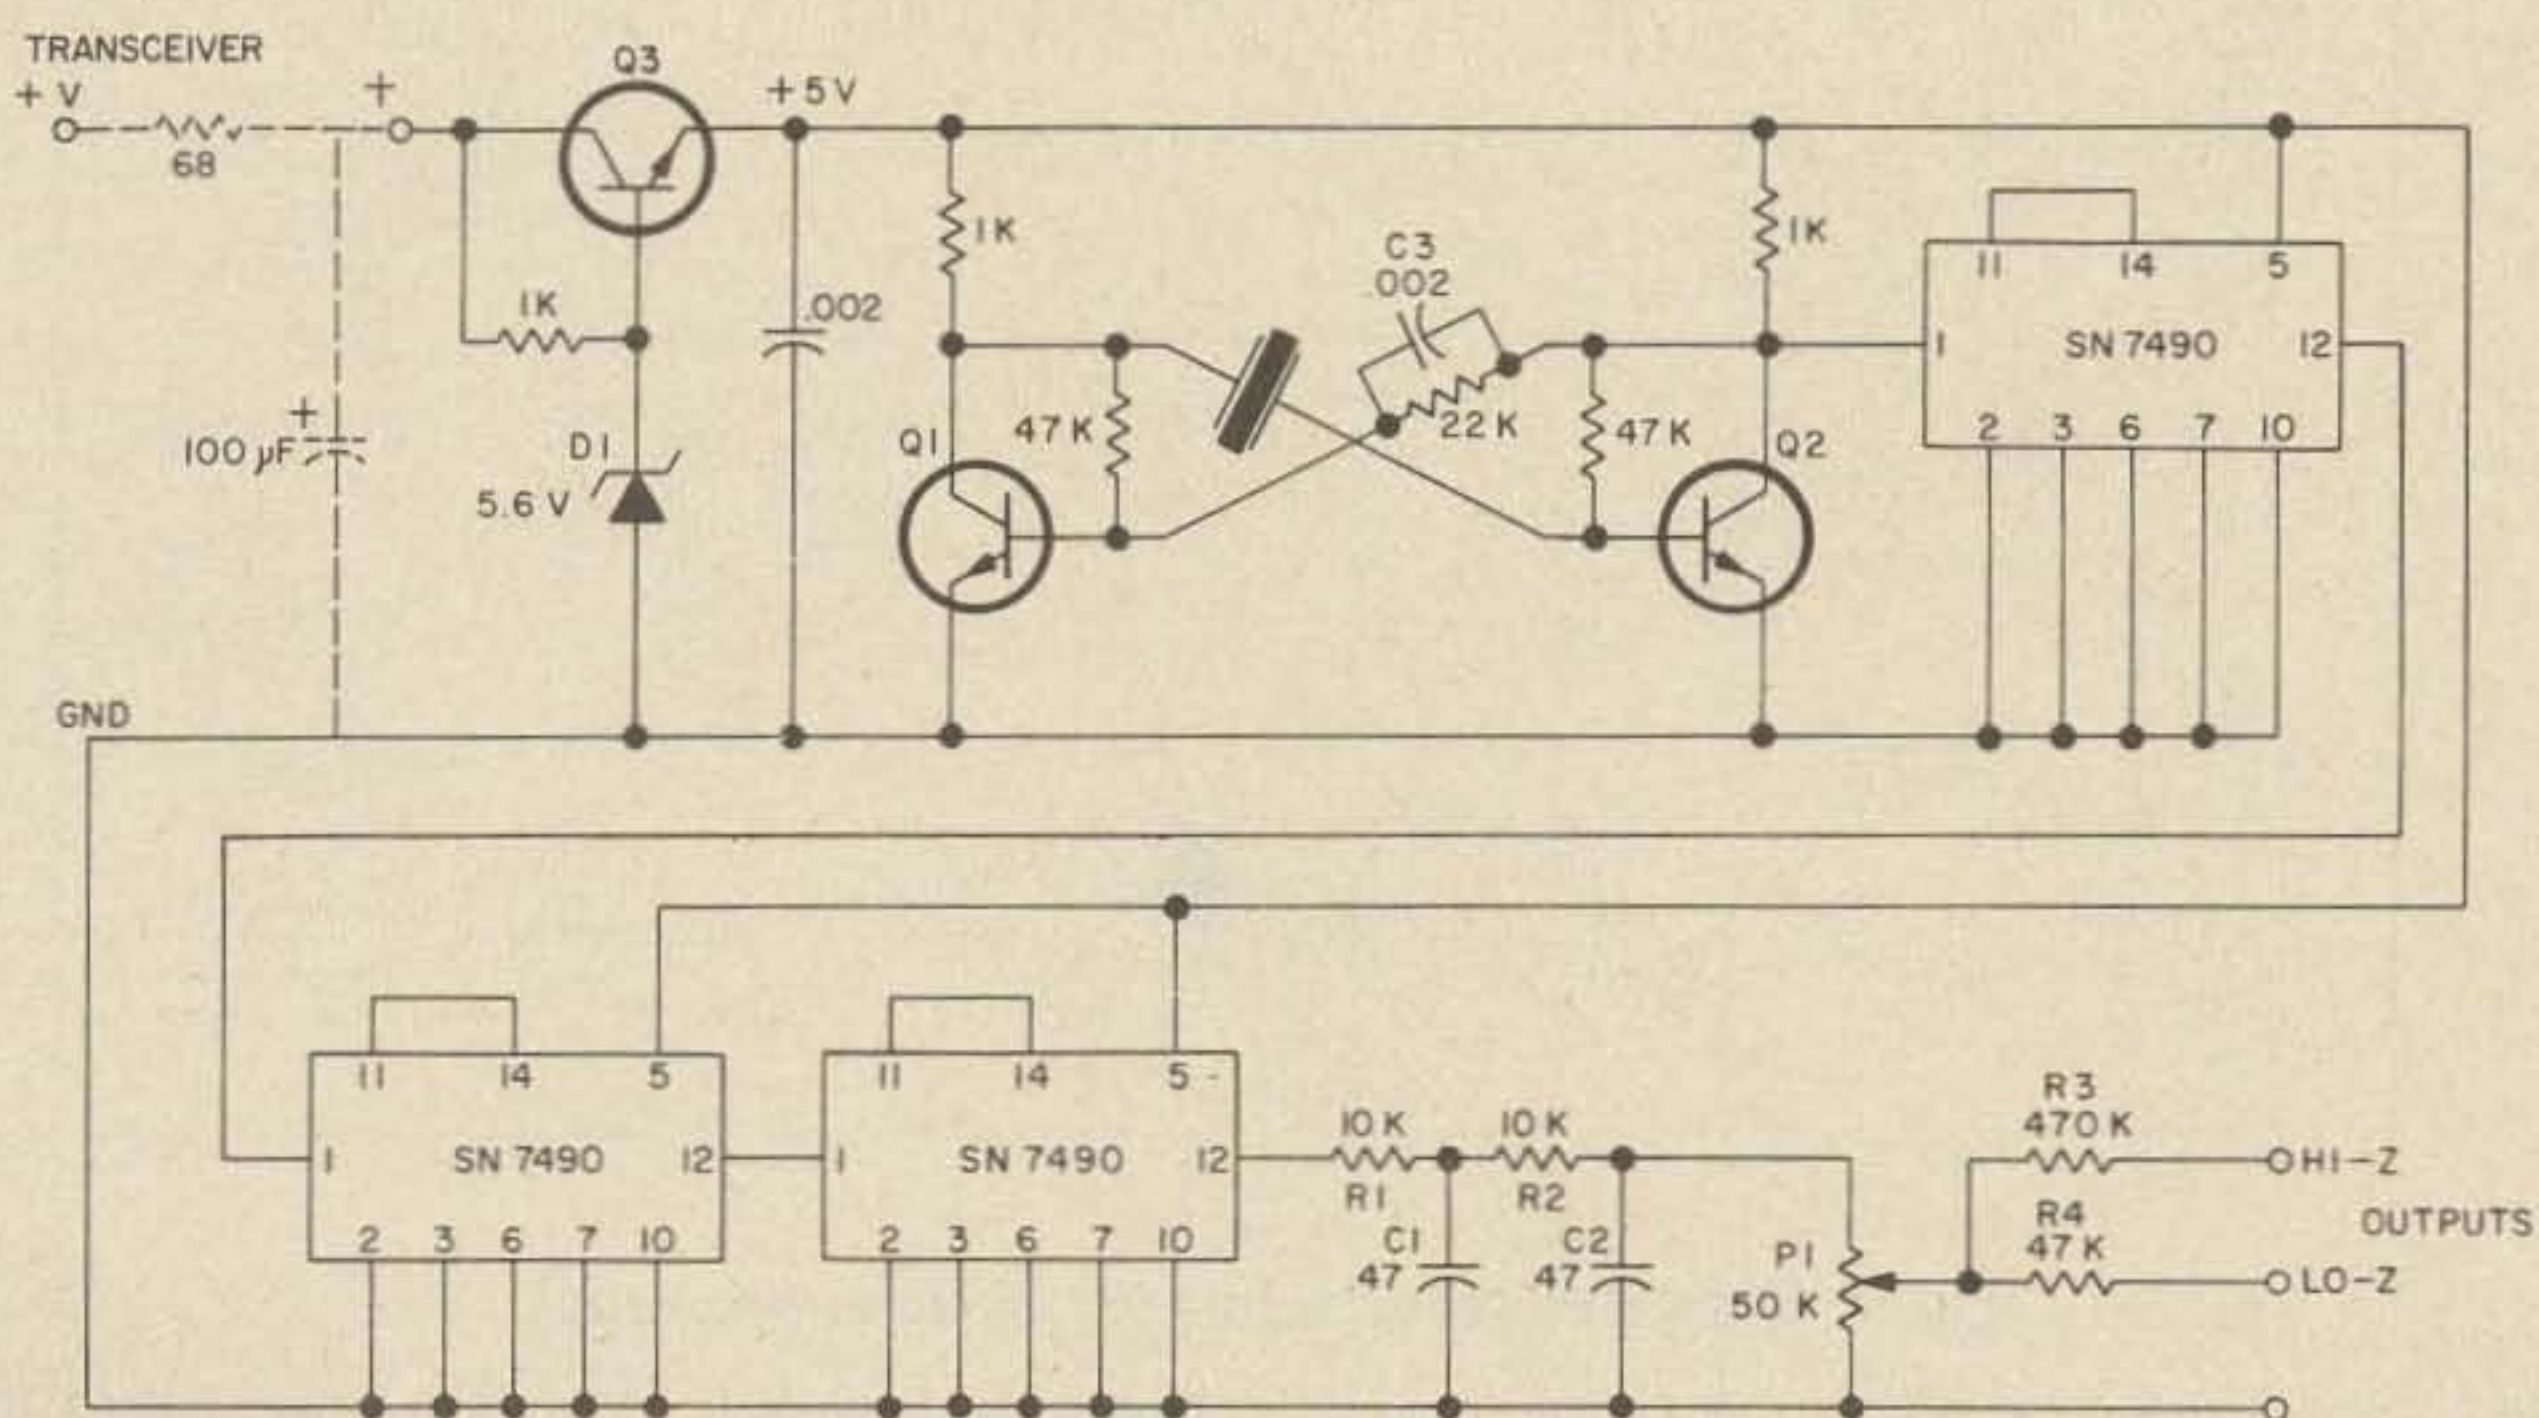 TRANSCEIVER
+ V
+
68
Q3
+5V
1K
.002
100 µF
+
D1
5.6 V
1K
Q1
47 K
C3
.002
22 K
47 K
1K
Q2
11 14 5
1 SN 7490 12
2 3 6 7 10
GND
11 14 5
1 SN 7490 12
2 3 6 7 10
11 14 5
1 SN 7490 12
2 3 6 7 10
10 K
R1
10 K
R2
C1
.47
C2
.47
P1
50 K
R3
470 K
HI-Z
R4
47 K
LO-Z
OUTPUTS